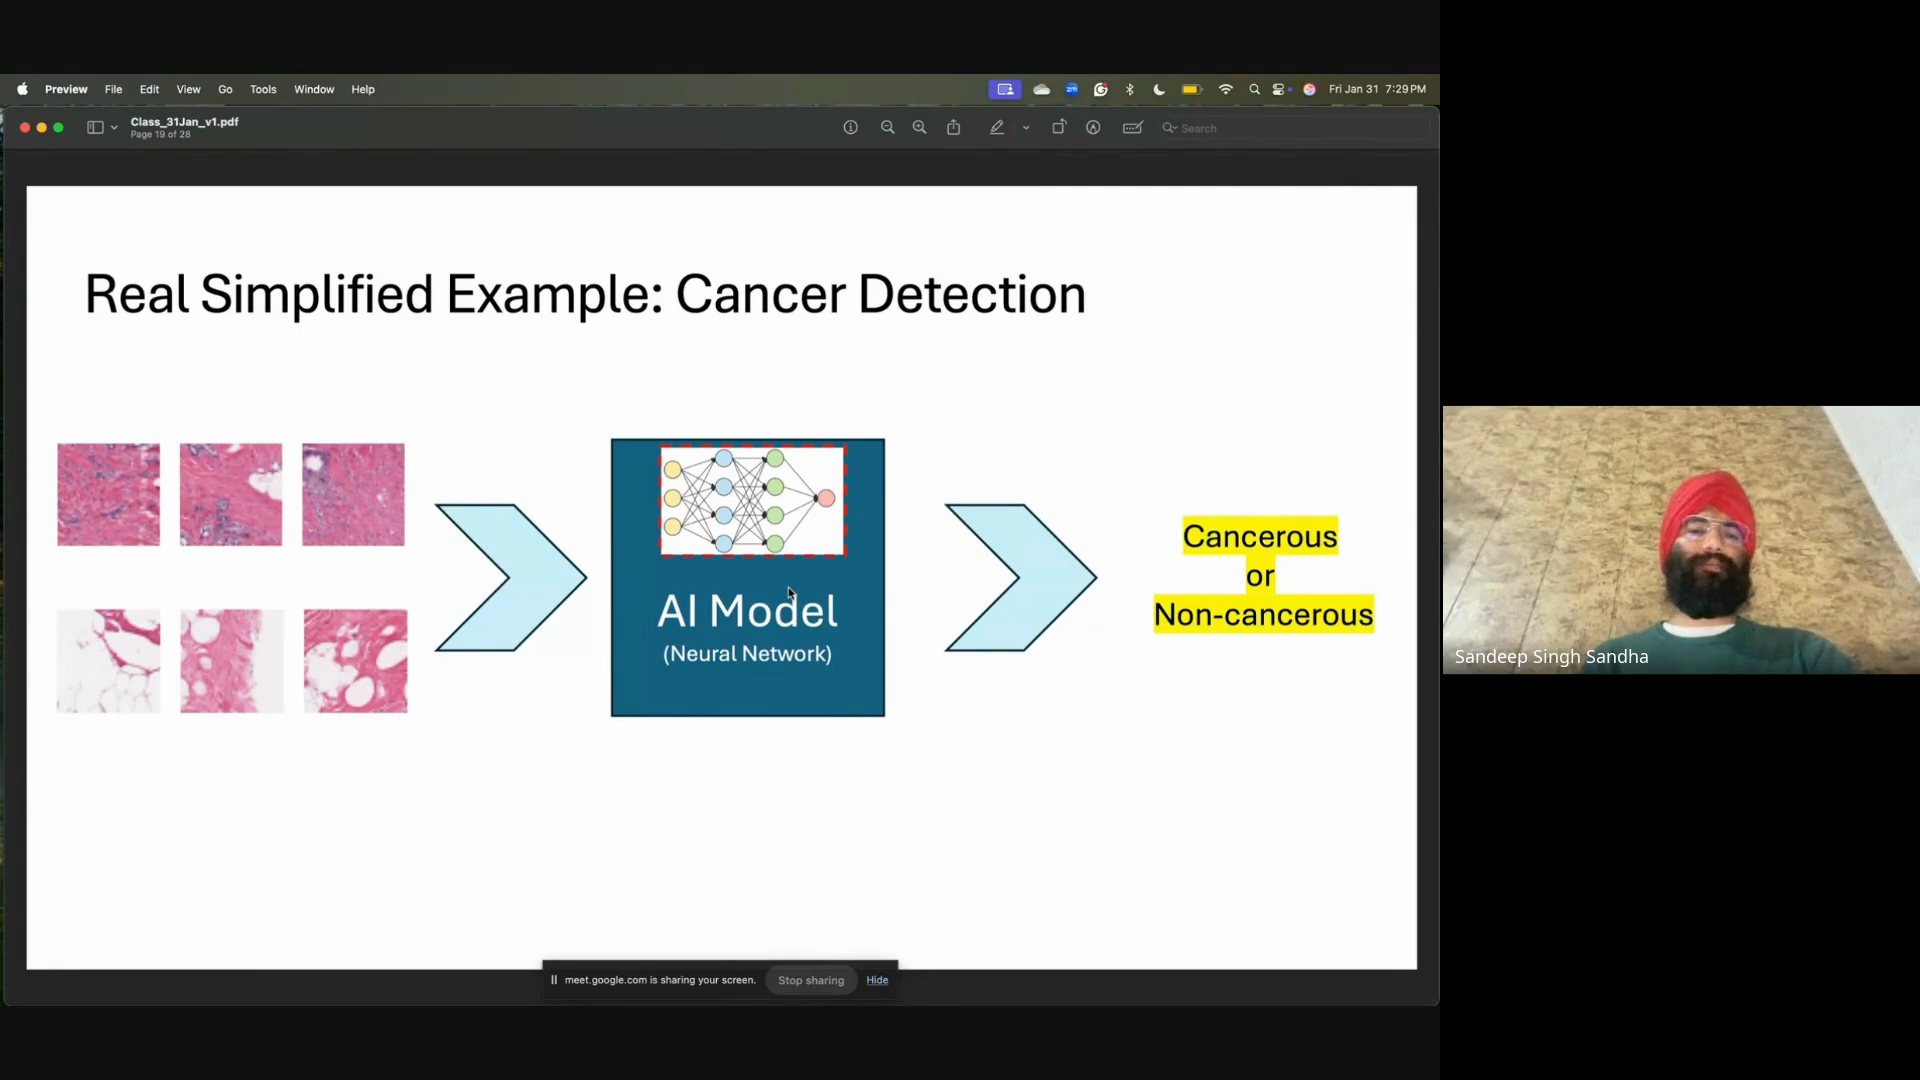 Preview File Edit View Go Tools Window Help
zm
Fri Jan 31 7:29 PM
Class_31Jan_v1.pdf
Page 19 of 28
Search
Real Simplified Example: Cancer Detection
AI Model
(Neural Network)
Cancerous
or
Non-cancerous
Sandeep Singh Sandha
meet.google.com is sharing your screen. Stop sharing Hide